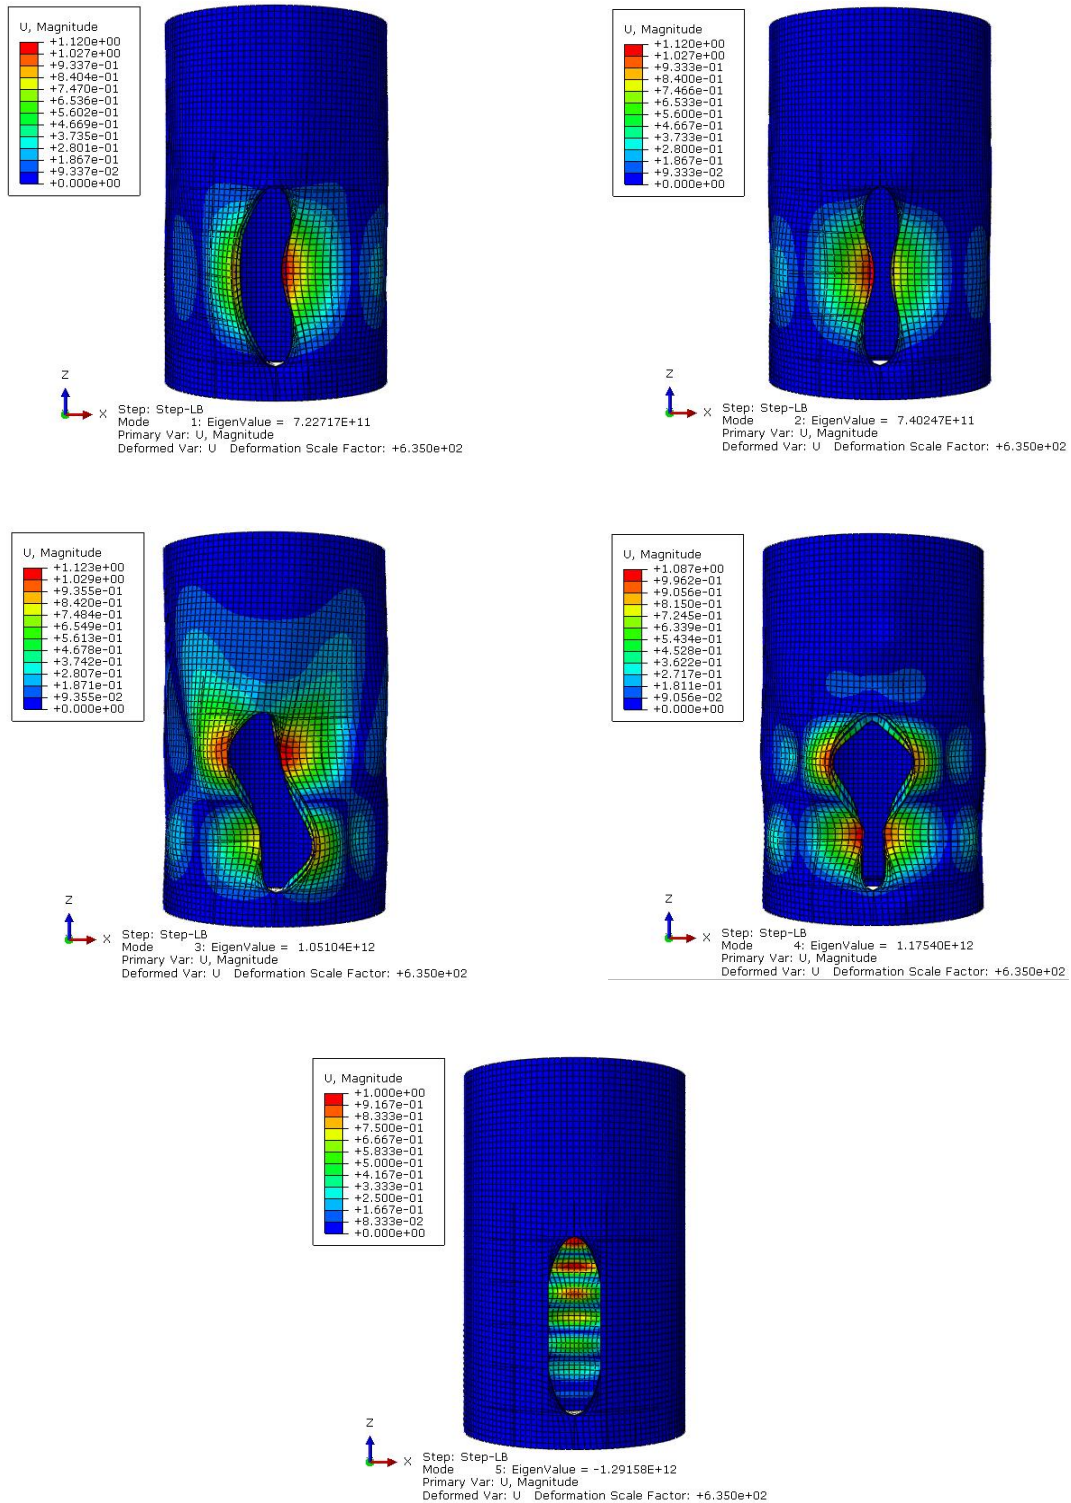 U, Magnitude
+1.120e+00
+1.027e+00
+9.337e-01
+8.404e-01
+7.470e-01
+6.536e-01
+5.602e-01
+4.669e-01
+3.735e-01
+2.801e-01
+1.867e-01
+9.337e-02
+0.000e+00
Z
X
Step: Step-LB
Mode 1: EigenValue = 7.22717E+11
Primary Var: U, Magnitude
Deformed Var: U Deformation Scale Factor: +6.350e+02
U, Magnitude
+1.120e+00
+1.027e+00
+9.333e-01
+8.400e-01
+7.466e-01
+6.533e-01
+5.600e-01
+4.667e-01
+3.733e-01
+2.800e-01
+1.867e-01
+9.333e-02
+0.000e+00
Z
X
Step: Step-LB
Mode 2: EigenValue = 7.40247E+11
Primary Var: U, Magnitude
Deformed Var: U Deformation Scale Factor: +6.350e+02
U, Magnitude
+1.123e+00
+1.029e+00
+9.355e-01
+8.420e-01
+7.484e-01
+6.549e-01
+5.613e-01
+4.678e-01
+3.742e-01
+2.807e-01
+1.871e-01
+9.355e-02
+0.000e+00
Z
X
Step: Step-LB
Mode 3: EigenValue = 1.05104E+12
Primary Var: U, Magnitude
Deformed Var: U Deformation Scale Factor: +6.350e+02
U, Magnitude
+1.087e+00
+9.962e-01
+9.056e-01
+8.150e-01
+7.245e-01
+6.339e-01
+5.434e-01
+4.528e-01
+3.622e-01
+2.717e-01
+1.811e-01
+9.056e-02
+0.000e+00
Z
X
Step: Step-LB
Mode 4: EigenValue = 1.17540E+12
Primary Var: U, Magnitude
Deformed Var: U Deformation Scale Factor: +6.350e+02
U, Magnitude
+1.000e+00
+9.167e-01
+8.333e-01
+7.500e-01
+6.667e-01
+5.833e-01
+5.000e-01
+4.167e-01
+3.333e-01
+2.500e-01
+1.667e-01
+8.333e-02
+0.000e+00
Z
X
Step: Step-LB
Mode 5: EigenValue = -1.29158E+12
Primary Var: U, Magnitude
Deformed Var: U Deformation Scale Factor: +6.350e+02